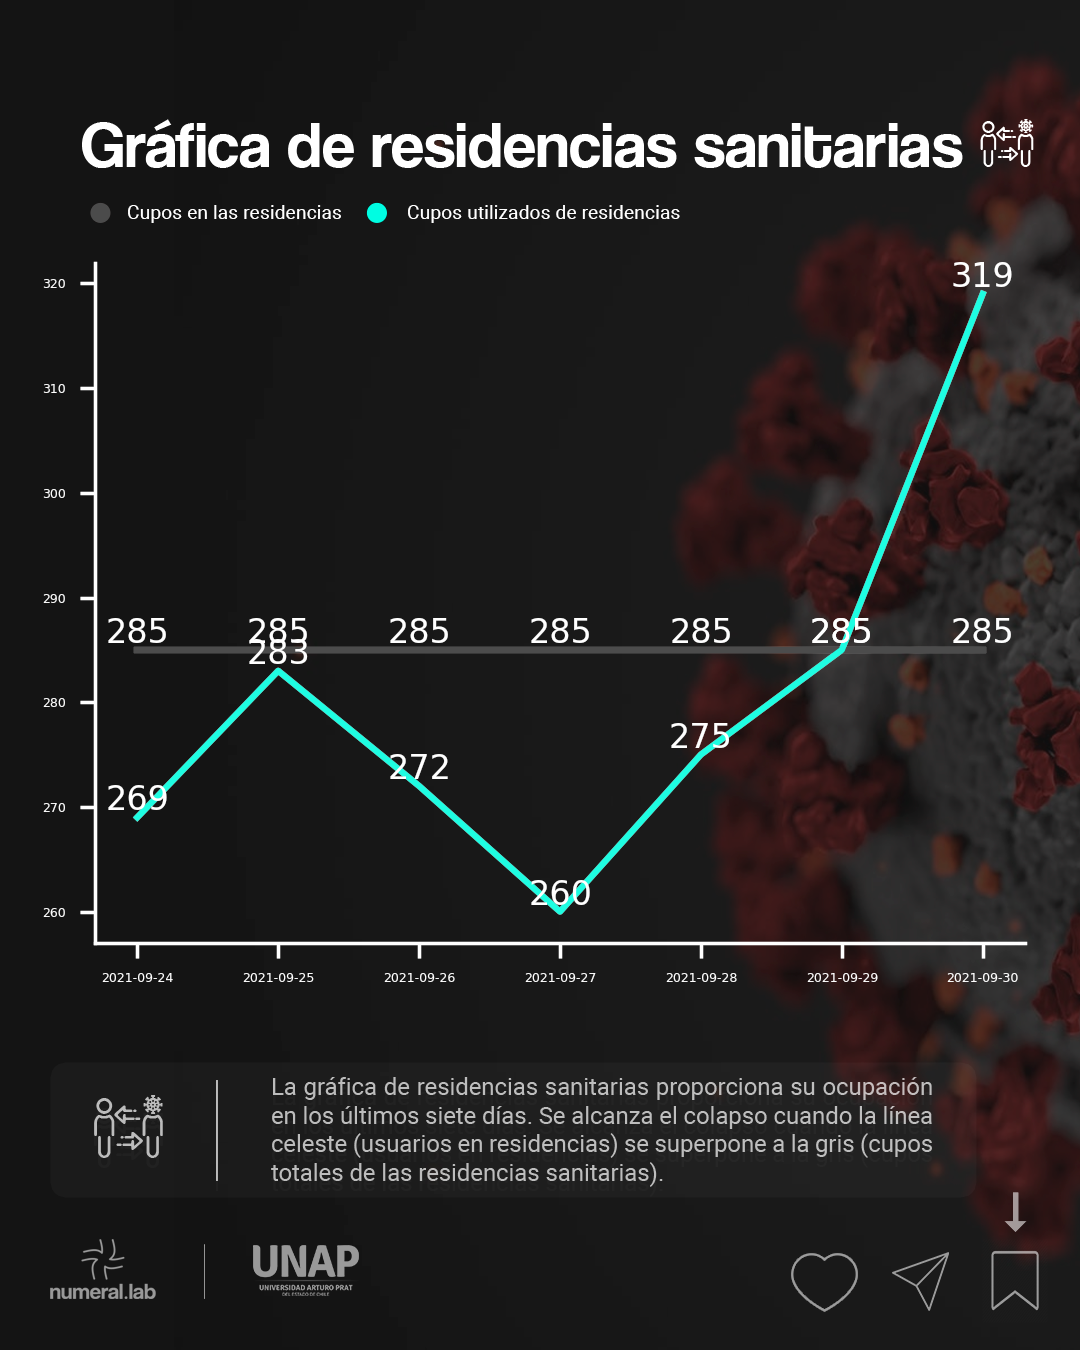 Gráfica de residencias sanitarias
Cupos en las residencias Cupos utilizados de residencias
320
310
300
290
280
270
260
319
285 285 285 285 285 285 285
283
275
272
269
260
2021-09-24 2021-09-25 2021-09-26 2021-09-27 2021-09-28 2021-09-29 2021-09-30
La gráfica de residencias sanitarias proporciona su ocupación
en los últimos siete días. Se alcanza el colapso cuando la línea
celeste (usuarios en residencias) se superpone a la gris (cupos
totales de las residencias sanitarias).
numeral.lab
UNAP
UNIVERSIDAD ARTURO PRAT
DEL ESTADO DE CHILE